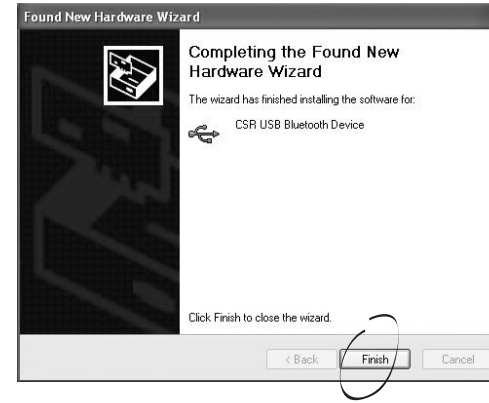 Found New Hardware Wizard
Completing the Found New
Hardware Wizard
The wizard has finished installing the software for:
CSR USB Bluetooth Device
Click Finish to close the wizard.
< Back
Finish
Cancel